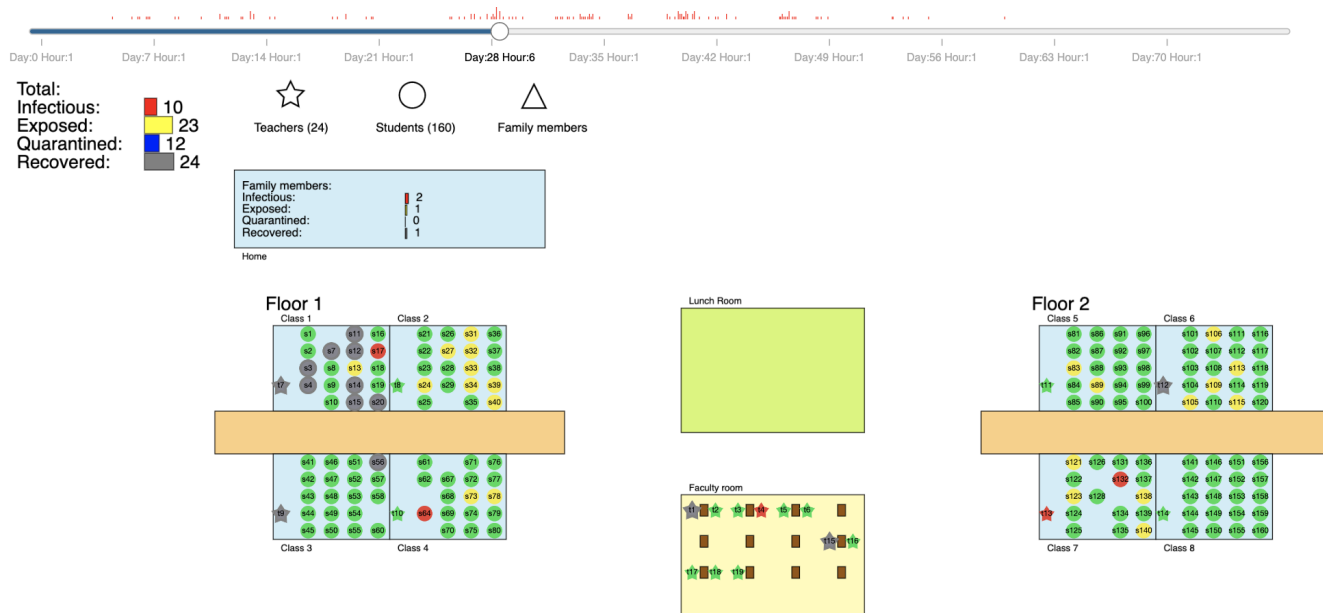 Day:0 Hour:1 Day:7 Hour:1 Day:14 Hour:1 Day:21 Hour:1 Day:28 Hour:6 Day:35 Hour:1 Day:42 Hour:1 Day:49 Hour:1 Day:56 Hour:1 Day:63 Hour:1 Day:70 Hour:1
Total:
Infectious: 10
Exposed: 23
Quarantined: 12
Recovered: 24
Teachers (24) Students (160) Family members
Family members:
Infectious: 2
Exposed: 1
Quarantined: 0
Recovered: 1
Home
Floor 1
Class 1 Class 2
s1 s11 s16 s21 s26 s31 s36
s2 s7 s12 s17 s22 s27 s32 s37
s3 s8 s13 s18 s23 s28 s33 s38
t7 s4 s9 s14 s19 t8 s24 s29 s34 s39
s10 s15 s20 s25 s35 s40
s41 s46 s51 s56 s61 s71 s76
s42 s47 s52 s57 s62 s67 s72 s77
s43 s48 s53 s58 s68 s73 s78
t9 s44 s49 s54 t10 s64 s69 s74 s79
s45 s50 s55 s60 s70 s75 s80
Class 3 Class 4
Lunch Room
Faculty room
t1 t2 t3 t4 t5 t6
t15 t16
t17 t18 t19
Floor 2
Class 5 Class 6
s81 s86 s91 s96 s101 s106 s111 s116
s82 s87 s92 s97 s102 s107 s112 s117
s83 s88 s93 s98 s103 s108 s113 s118
t11 s84 s89 s94 s99 t12 s104 s109 s114 s119
s85 s90 s95 s100 s105 s110 s115 s120
s121 s126 s131 s136 s141 s146 s151 s156
s122 s132 s137 s142 s147 s152 s157
s123 s128 s138 s143 s148 s153 s158
t13 s124 s134 s139 t14 s144 s149 s154 s159
s125 s135 s140 s145 s150 s155 s160
Class 7 Class 8